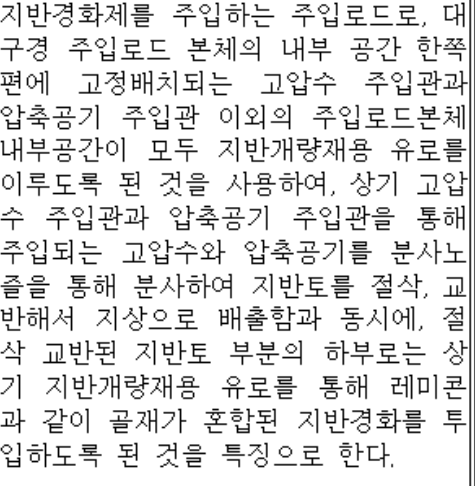 지반경화제를 주입하는 주입로드로, 대
구경 주입로드 본체의 내부 공간 한쪽
편에 고정배치되는 고압수 주입관과
압축공기 주입관 이외의 주입로드본체
내부공간이 모두 지반개량재용 유로를
이루도록 된 것을 사용하여, 상기 고압
수 주입관과 압축공기 주입관을 통해
주입되는 고압수와 압축공기를 분사노
즐을 통해 분사하여 지반토를 절삭, 교
반해서 지상으로 배출함과 동시에, 절
삭 교반된 지반토 부분의 하부로는 상
기 지반개량재용 유로를 통해 레미콘
과 같이 골재가 혼합된 지반경화를 투
입하도록 된 것을 특징으로 한다.